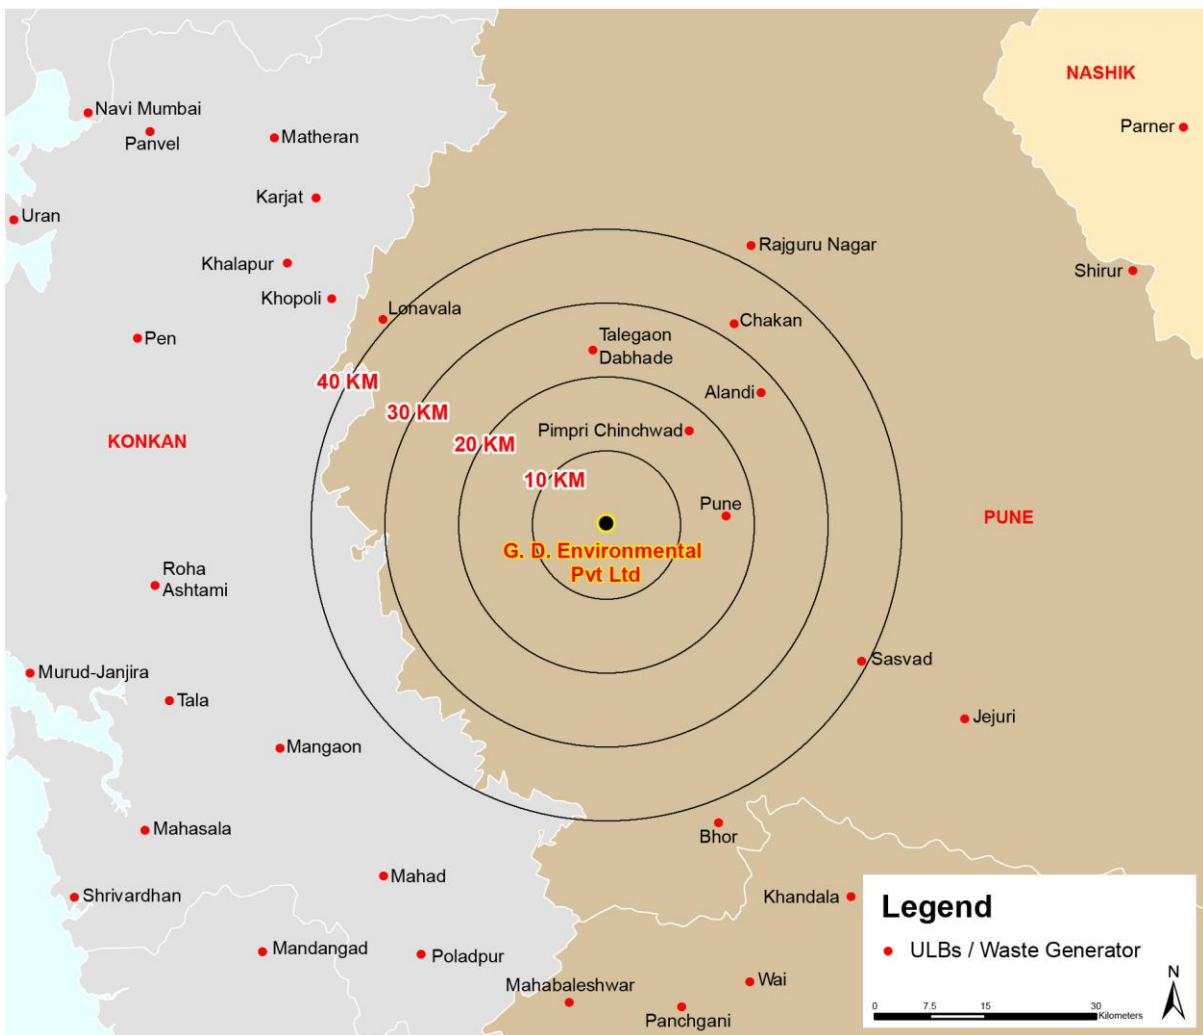 NASHIK
Navi Mumbai
Panvel
Matheran
Parner
Karjat
Uran
Rajguru Nagar
Khalapur
Shirur
Khopoli
Lonavala
Chakan
Pen
Talegaon
Dabhade
40 KM
Alandi
30 KM
KONKAN
20 KM
Pimpri Chinchwad
10 KM
Pune
PUNE
G. D. Environmental
Pvt Ltd
Roha
Ashtami
Murud-Janjira
Sasvad
Tala
Jejuri
Mangaon
Mahasala
Bhor
Mahad
Shrivardhan
Khandala
Mandangad
Poladpur
Mahabaleshwar
Wai
Panchgani
Legend
ULBs / Waste Generator
N
0 7.5 15 30
Kilometers